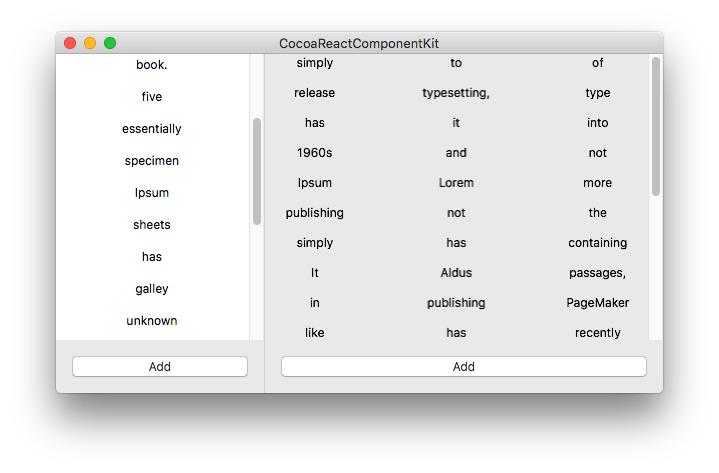 CocoaReactComponentKit
book.
five
essentially
specimen
Ipsum
sheets
has
galley
unknown
Add
simply to of
release typesetting, type
has it into
1960s and not
Ipsum Lorem more
publishing not the
simply has containing
It Aldus passages,
in publishing PageMaker
like has recently
Add